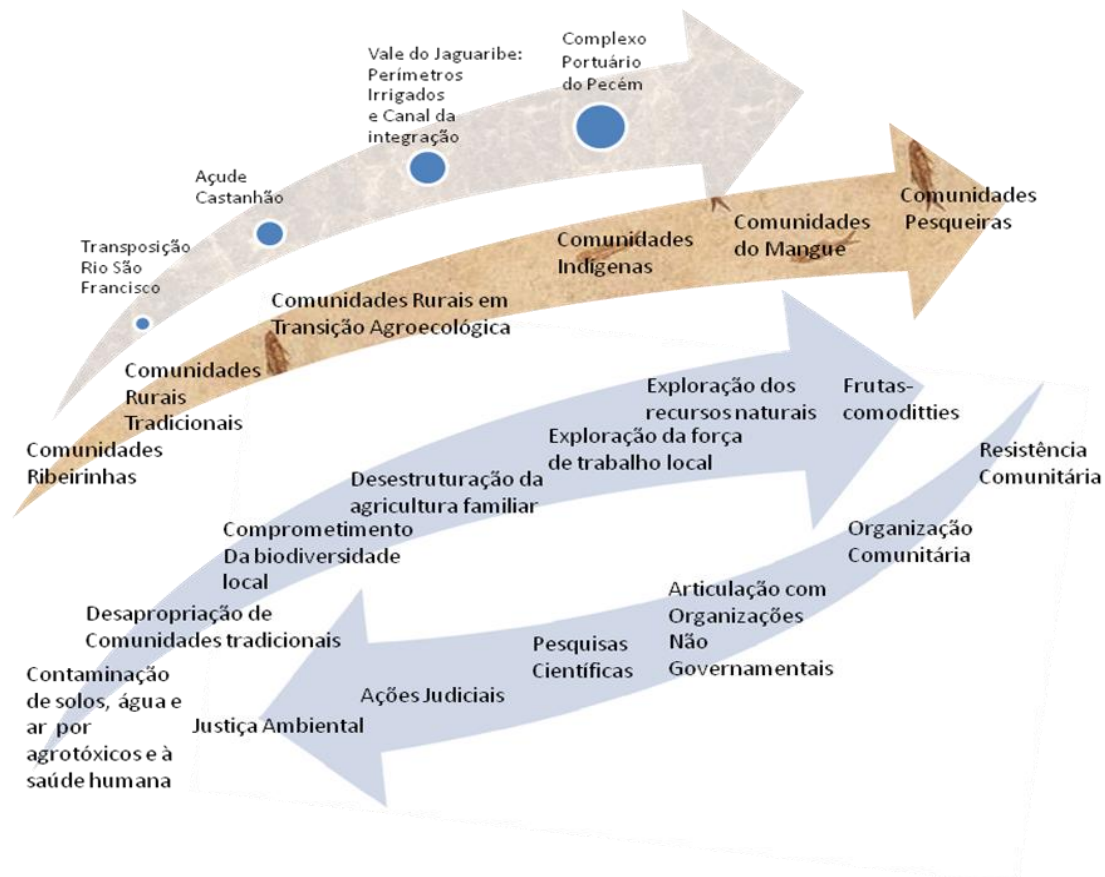 Transposição
Rio São
Francisco
Açude
Castanhão
Vale do Jaguaribe:
Perímetros
Irrigados
e Canal da
integração
Complexo
Portuário
do Pecém
Comunidades
Ribeirinhas
Comunidades
Rurais
Tradicionais
Comunidades Rurais em
Transição Agroecológica
Comunidades
Indígenas
Comunidades
do Mangue
Comunidades
Pesqueiras
Contaminação
de solos, água e
ar por
agrotóxicos e à
saúde humana
Desapropriação de
Comunidades tradicionais
Comprometimento
Da biodiversidade
local
Desestruturação da
agricultura familiar
Exploração da força
de trabalho local
Exploração dos
recursos naturais
Frutas-
comoditties
Resistência
Comunitária
Organização
Comunitária
Articulação com
Organizações
Não
Governamentais
Pesquisas
Científicas
Ações Judiciais
Justiça Ambiental